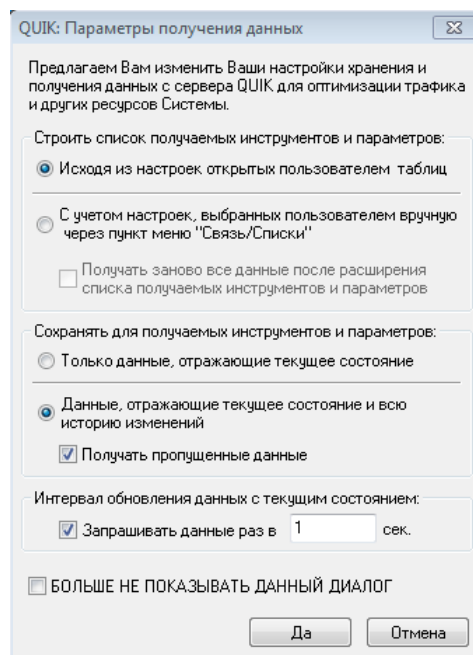 QUIK: Параметры получения данных
Предлагаем Вам изменить Ваши настройки хранения и
получения данных с сервера QUIK для оптимизации трафика
и других ресурсов Системы.
Строить список получаемых инструментов и параметров:
Исходя из настроек открытых пользователем таблиц
С учетом настроек, выбранных пользователем вручную
через пункт меню "Связь/Списки"
Получать заново все данные после расширения
списка получаемых инструментов и параметров
Сохранять для получаемых инструментов и параметров:
Только данные, отражающие текущее состояние
Данные, отражающие текущее состояние и всю
историю изменений
Получать пропущенные данные
Интервал обновления данных с текущим состоянием:
Запрашивать данные раз в 1 сек.
БОЛЬШЕ НЕ ПОКАЗЫВАТЬ ДАННЫЙ ДИАЛОГ
Да Отмена